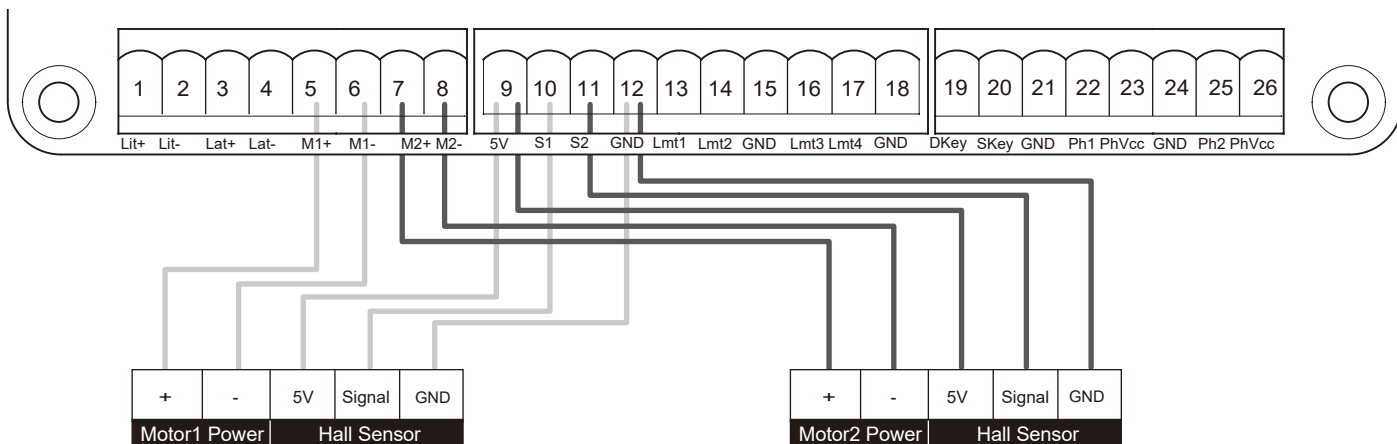 1 2 3 4 5 6 7 8 9 10 11 12 13 14 15 16 17 18 19 20 21 22 23 24 25 26
Lit+ Lit- Lat+ Lat- M1+ M1- M2+ M2- 5V S1 S2 GND Lmt1 Lmt2 GND Lmt3 Lmt4 GND DKey SKey GND Ph1 PhVcc GND Ph2 PhVcc
+ - 5V Signal GND + - 5V Signal GND
Motor1 Power Hall Sensor Motor2 Power Hall Sensor